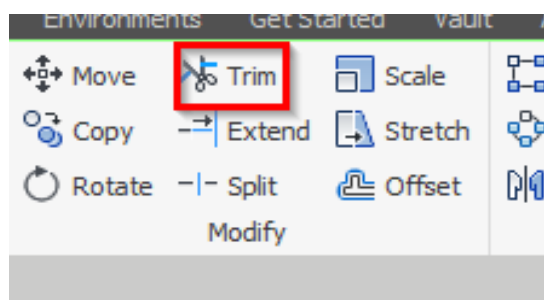 Environments Get Started Vault
Move Trim Scale
Copy Extend Stretch
Rotate Split Offset
Modify